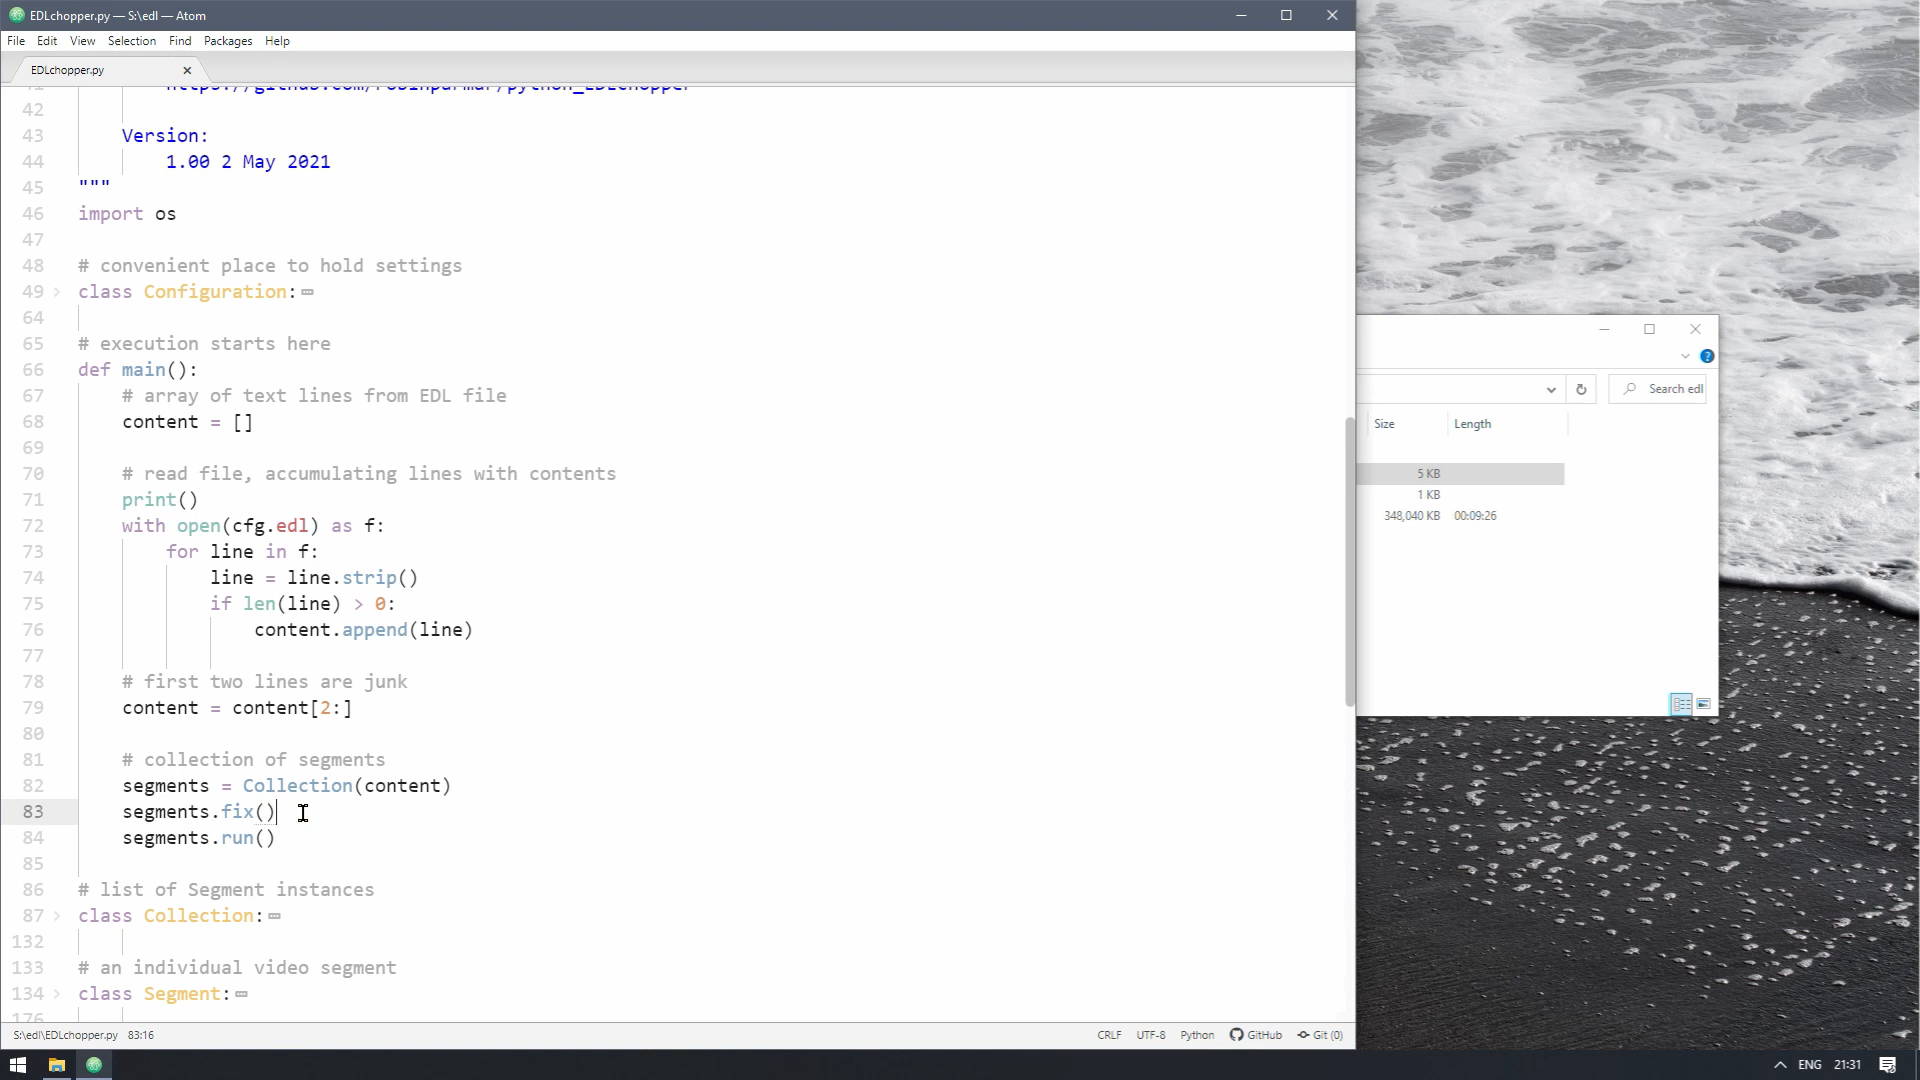 EDLchopper.py — S:\edl — Atom
File Edit View Selection Find Packages Help
EDLchopper.py
41 https://github.com/robinparmar/python_EDLchopper
42
43 Version:
44 1.00 2 May 2021
45 """
46 import os
47
48 # convenient place to hold settings
49 class Configuration:
64
65 # execution starts here
66 def main():
67 # array of text lines from EDL file
68 content = []
69
70 # read file, accumulating lines with contents
71 print()
72 with open(cfg.edl) as f:
73 for line in f:
74 line = line.strip()
75 if len(line) > 0:
76 content.append(line)
77
78 # first two lines are junk
79 content = content[2:]
80
81 # collection of segments
82 segments = Collection(content)
83 segments.fix()
84 segments.run()
85
86 # list of Segment instances
87 class Collection:
132
133 # an individual video segment
134 class Segment:
176
S:\edl\EDLchopper.py 83:16
CRLF UTF-8 Python GitHub Git (0)
Search edl
Size Length
5 KB
1 KB
348,040 KB 00:09:26
ENG 21:31